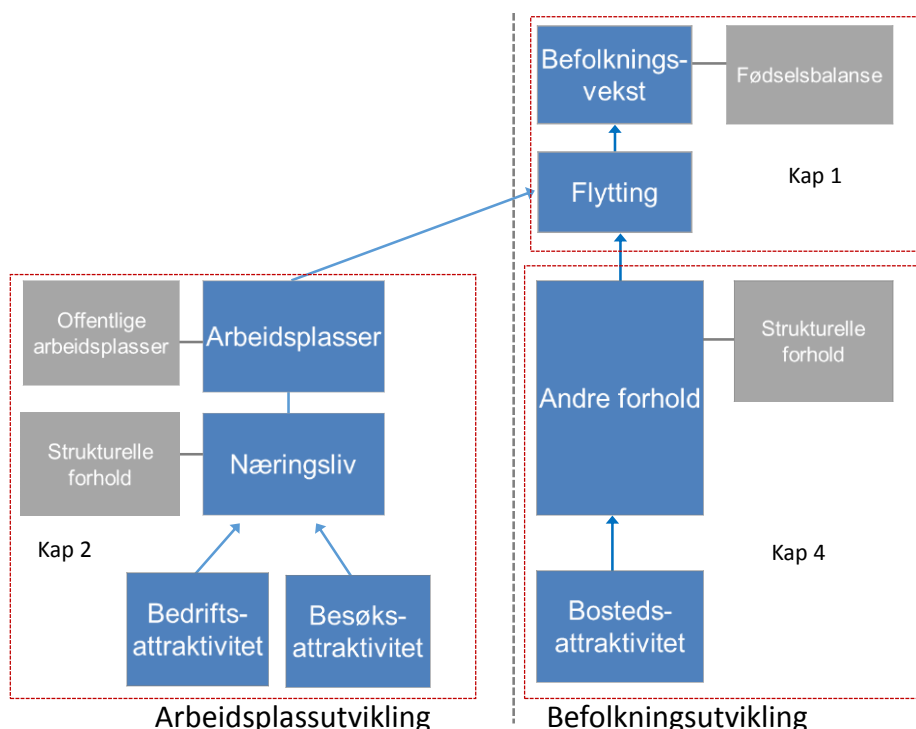 Befolknings-
vekst
Fødselsbalanse
Flytting
Kap 1
Offentlige
arbeidsplasser
Arbeidsplasser
Strukturelle
forhold
Næringsliv
Kap 2
Bedrifts-
attraktivitet
Besøks-
attraktivitet
Andre forhold
Strukturelle
forhold
Kap 4
Bosteds-
attraktivitet
Arbeidsplassutvikling
Befolkningsutvikling